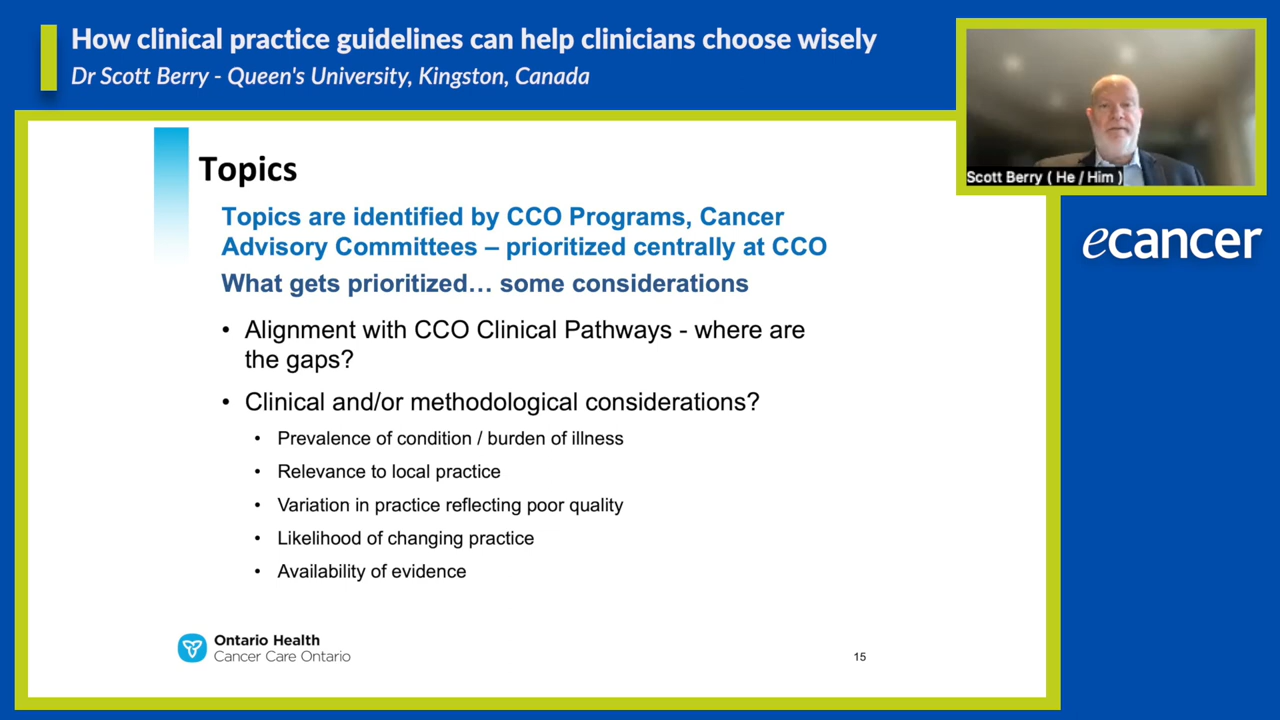 How clinical practice guidelines can help clinicians choose wisely
Dr Scott Berry - Queen's University, Kingston, Canada
Scott Berry ( He / Him )
ecancer
Topics
Topics are identified by CCO Programs, Cancer
Advisory Committees – prioritized centrally at CCO
What gets prioritized… some considerations
• Alignment with CCO Clinical Pathways - where are
the gaps?
• Clinical and/or methodological considerations?
• Prevalence of condition / burden of illness
• Relevance to local practice
• Variation in practice reflecting poor quality
• Likelihood of changing practice
• Availability of evidence
Ontario Health
Cancer Care Ontario
15